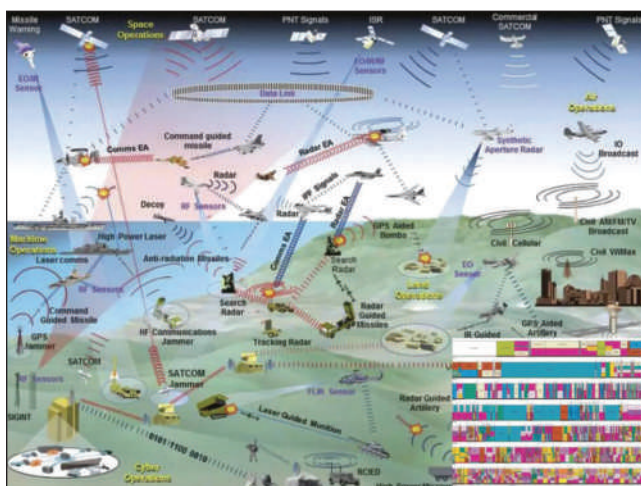 Missile Warning
SATCOM
Space Operations
SATCOM
PNT Signals
ISR
SATCOM
Commercial SATCOM
PNT Signals
EO/IR Sensor
EO/IR/RF Sensors
Data Link
Air Operations
Comms EA
Command guided missile
Radar EA
Synthetic Aperture Radar
IO Broadcast
Radar
RF Sensors
Decoy
Radar
RF Signals
Radar EA
Civil AM/FM/TV Broadcast
Maritime Operations
High Power Laser
Laser comms
Anti-radiation Missiles
Comms EA
GPS Aided Bombs
Civil Cellular
Civil WiMax
Search Radar
Land Operations
EO Sensor
RF Sensors
Command Guided Missile
Search Radar
Radar Guided Missiles
GPS Jammer
RF Communications Jammer
Tracking Radar
IR Guided
GPS Aided Artillery
SATCOM
SATCOM Jammer
RF Sensors
FLIR Sensor
Radar Guided Artillery
SIGINT
Laser Guided Munition
0101 1100 0010
Cyber Operations
RCIED